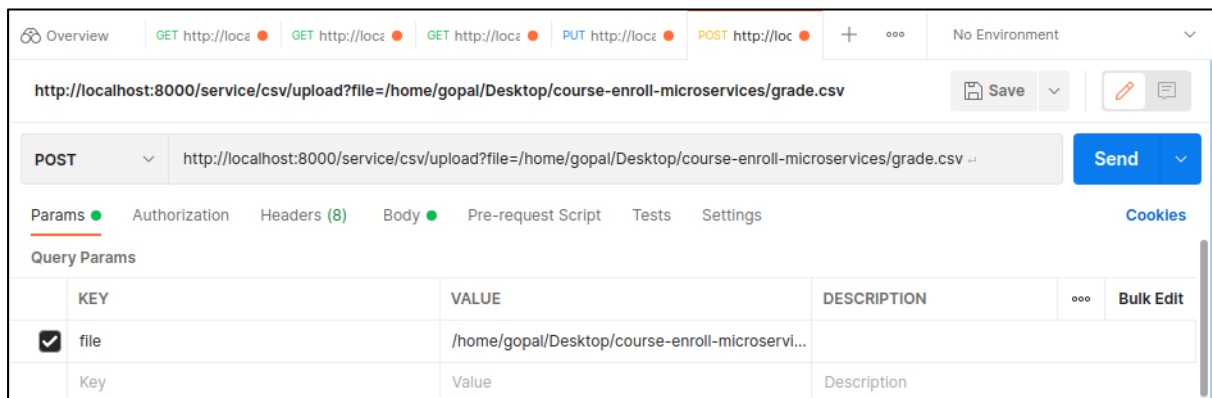 Overview GET http://loca GET http://loca GET http://loca PUT http://loca POST http://loc + ooo No Environment
http://localhost:8000/service/csv/upload?file=/home/gopal/Desktop/course-enroll-microservices/grade.csv Save
POST http://localhost:8000/service/csv/upload?file=/home/gopal/Desktop/course-enroll-microservices/grade.csv Send
Params Authorization Headers (8) Body Pre-request Script Tests Settings Cookies
Query Params
KEY VALUE DESCRIPTION ooo Bulk Edit
file /home/gopal/Desktop/course-enroll-microservi...
Key Value Description